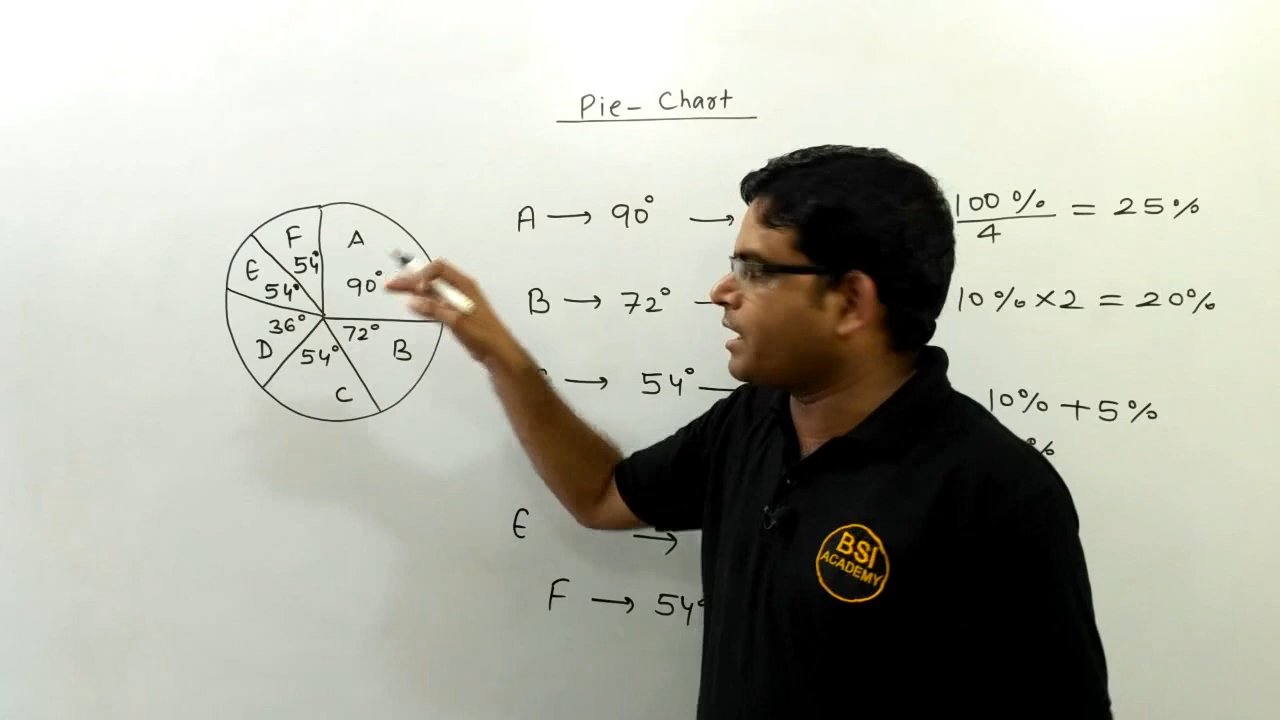 Pie- Chart
A → 90° → 100% / 4 = 25%
B → 72° — 10% × 2 = 20%
→ 54° — 10% + 5%
%
E →
F → 54°
F
54°
A
90°
E
54°
36°
D
54°
C
72°
B
BSI
ACADEMY